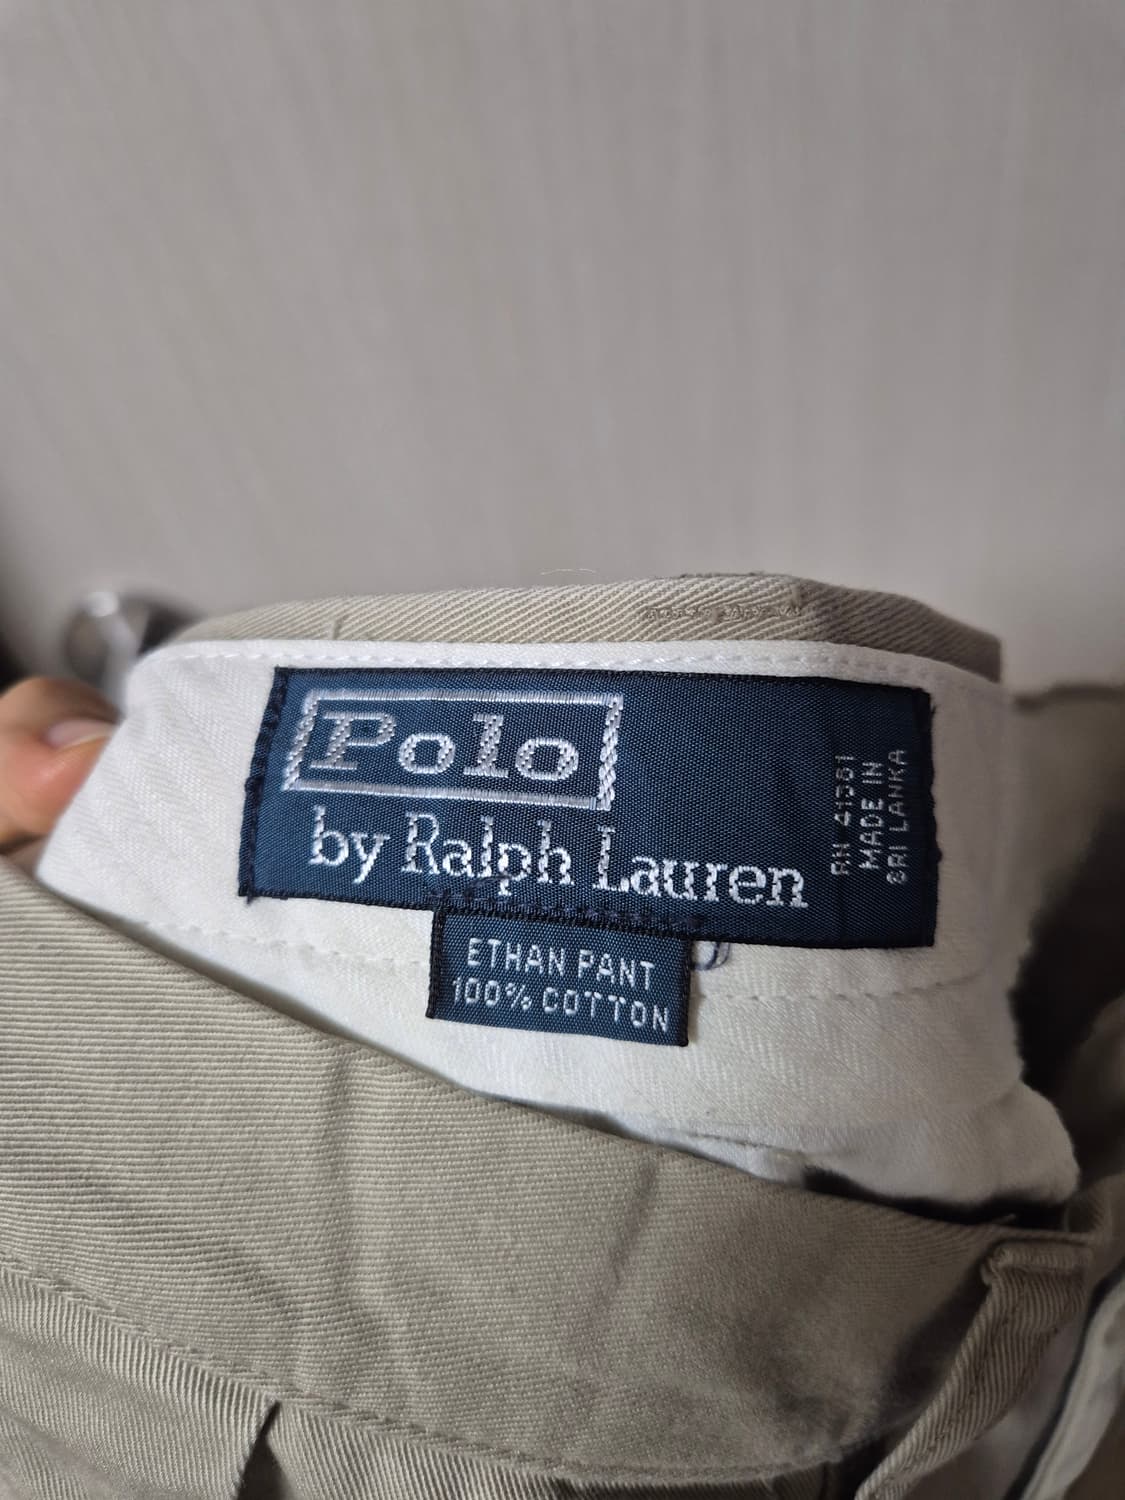 Polo
by Ralph Lauren
RN 41381
MADE IN
SRI LANKA
ETHAN PANT
100% COTTON